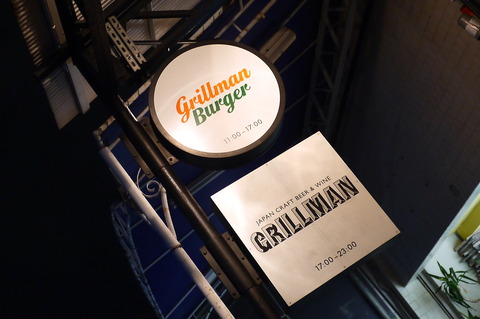 Grillman
Burger
11:00-17:00
JAPAN CRAFT BEER & WINE
GRILLMAN
17:00-23:00